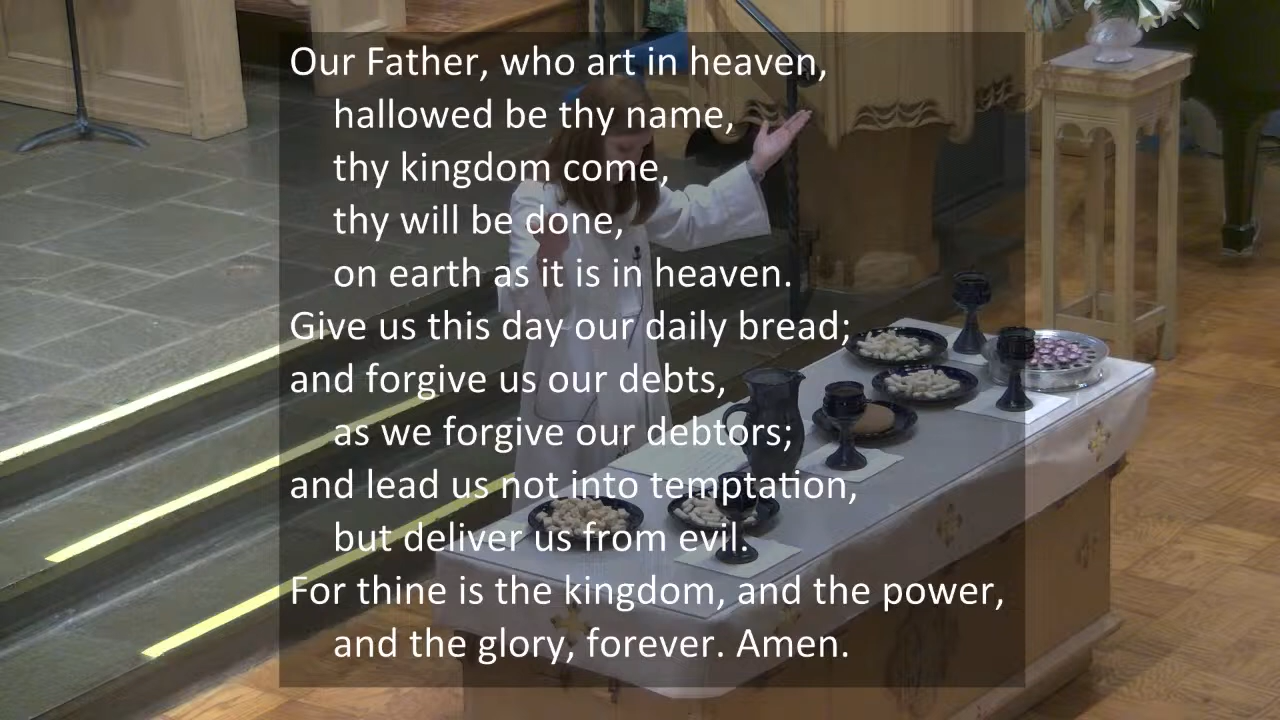 Our Father, who art in heaven,
hallowed be thy name,
thy kingdom come,
thy will be done,
on earth as it is in heaven.
Give us this day our daily bread;
and forgive us our debts,
as we forgive our debtors;
and lead us not into temptation,
but deliver us from evil.
For thine is the kingdom, and the power,
and the glory, forever. Amen.